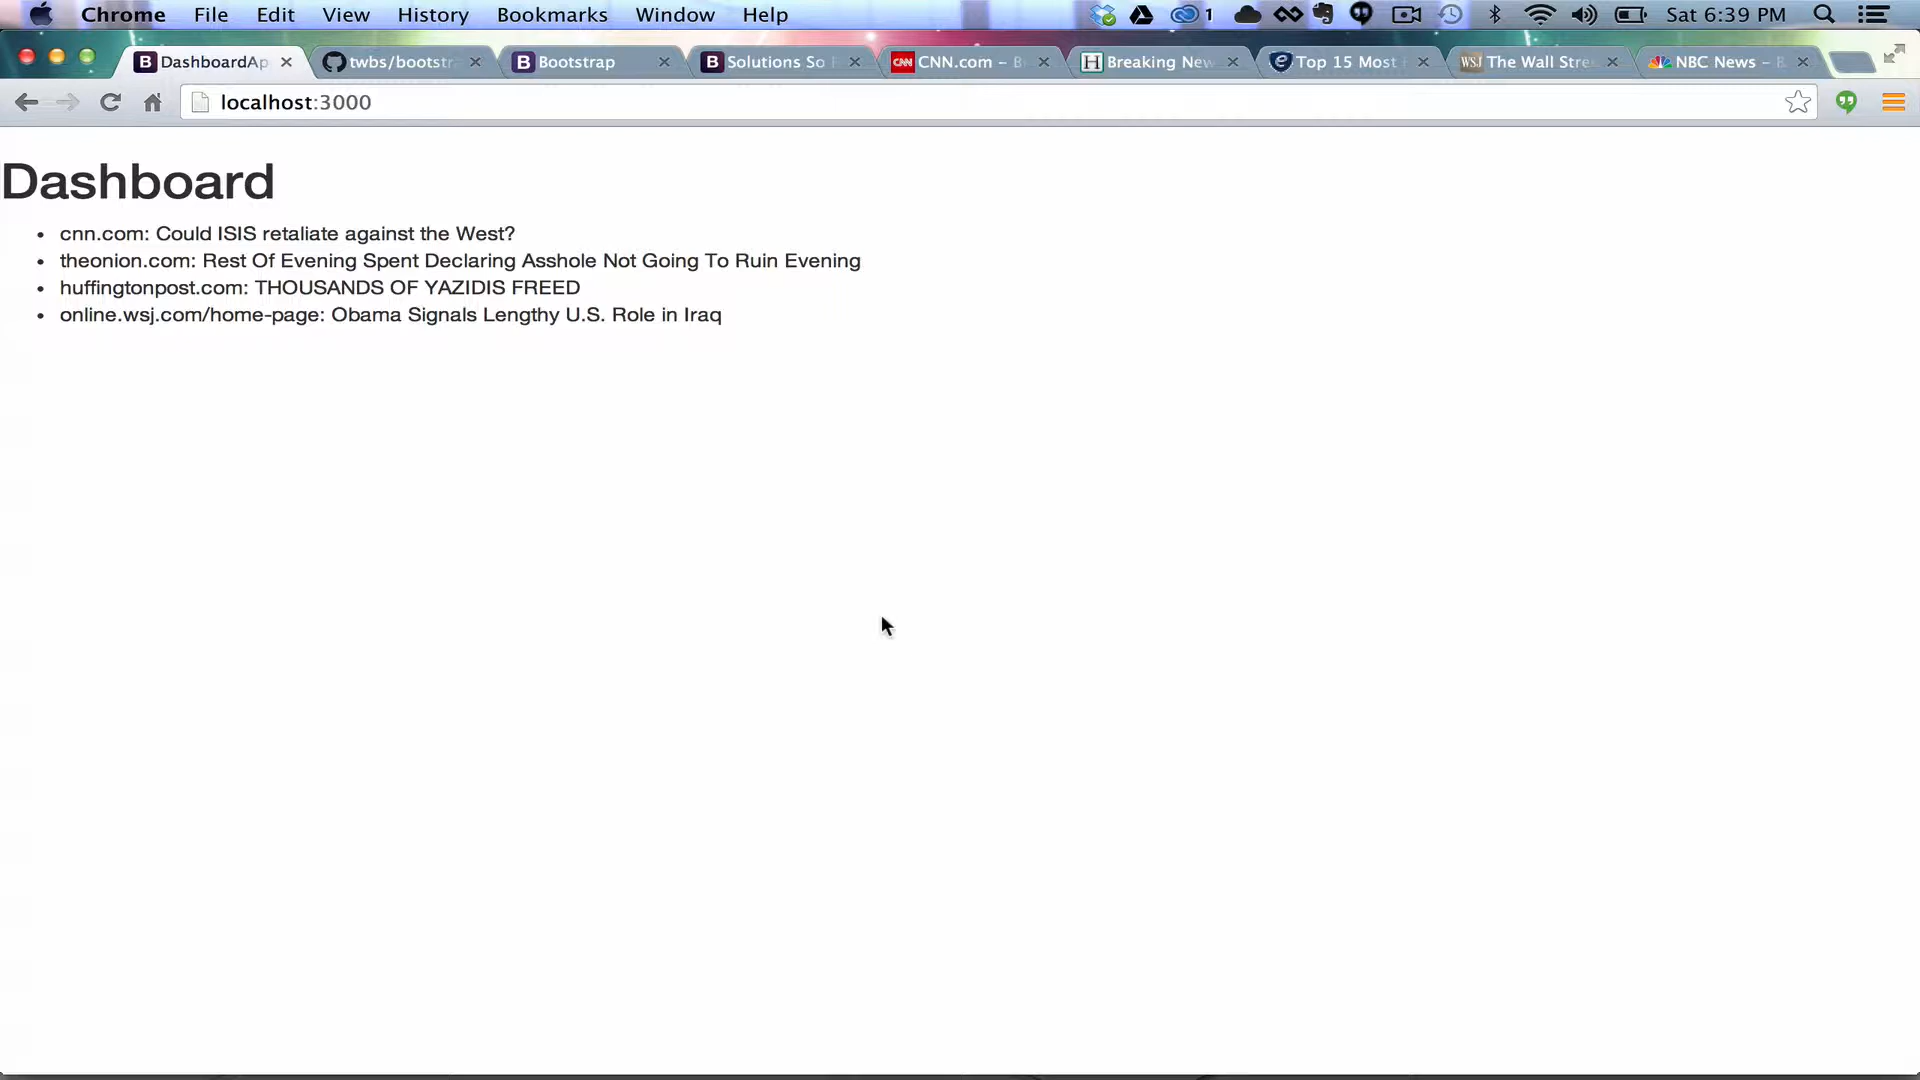 Chrome File Edit View History Bookmarks Window Help 1 Sat 6:39 PM
B DashboardAp twbs/bootstr B Bootstrap B Solutions So CNN CNN.com – B H Breaking New e Top 15 Most WSJ The Wall Stre NBC News –
localhost:3000
Dashboard
• cnn.com: Could ISIS retaliate against the West?
• theonion.com: Rest Of Evening Spent Declaring Asshole Not Going To Ruin Evening
• huffingtonpost.com: THOUSANDS OF YAZIDIS FREED
• online.wsj.com/home-page: Obama Signals Lengthy U.S. Role in Iraq